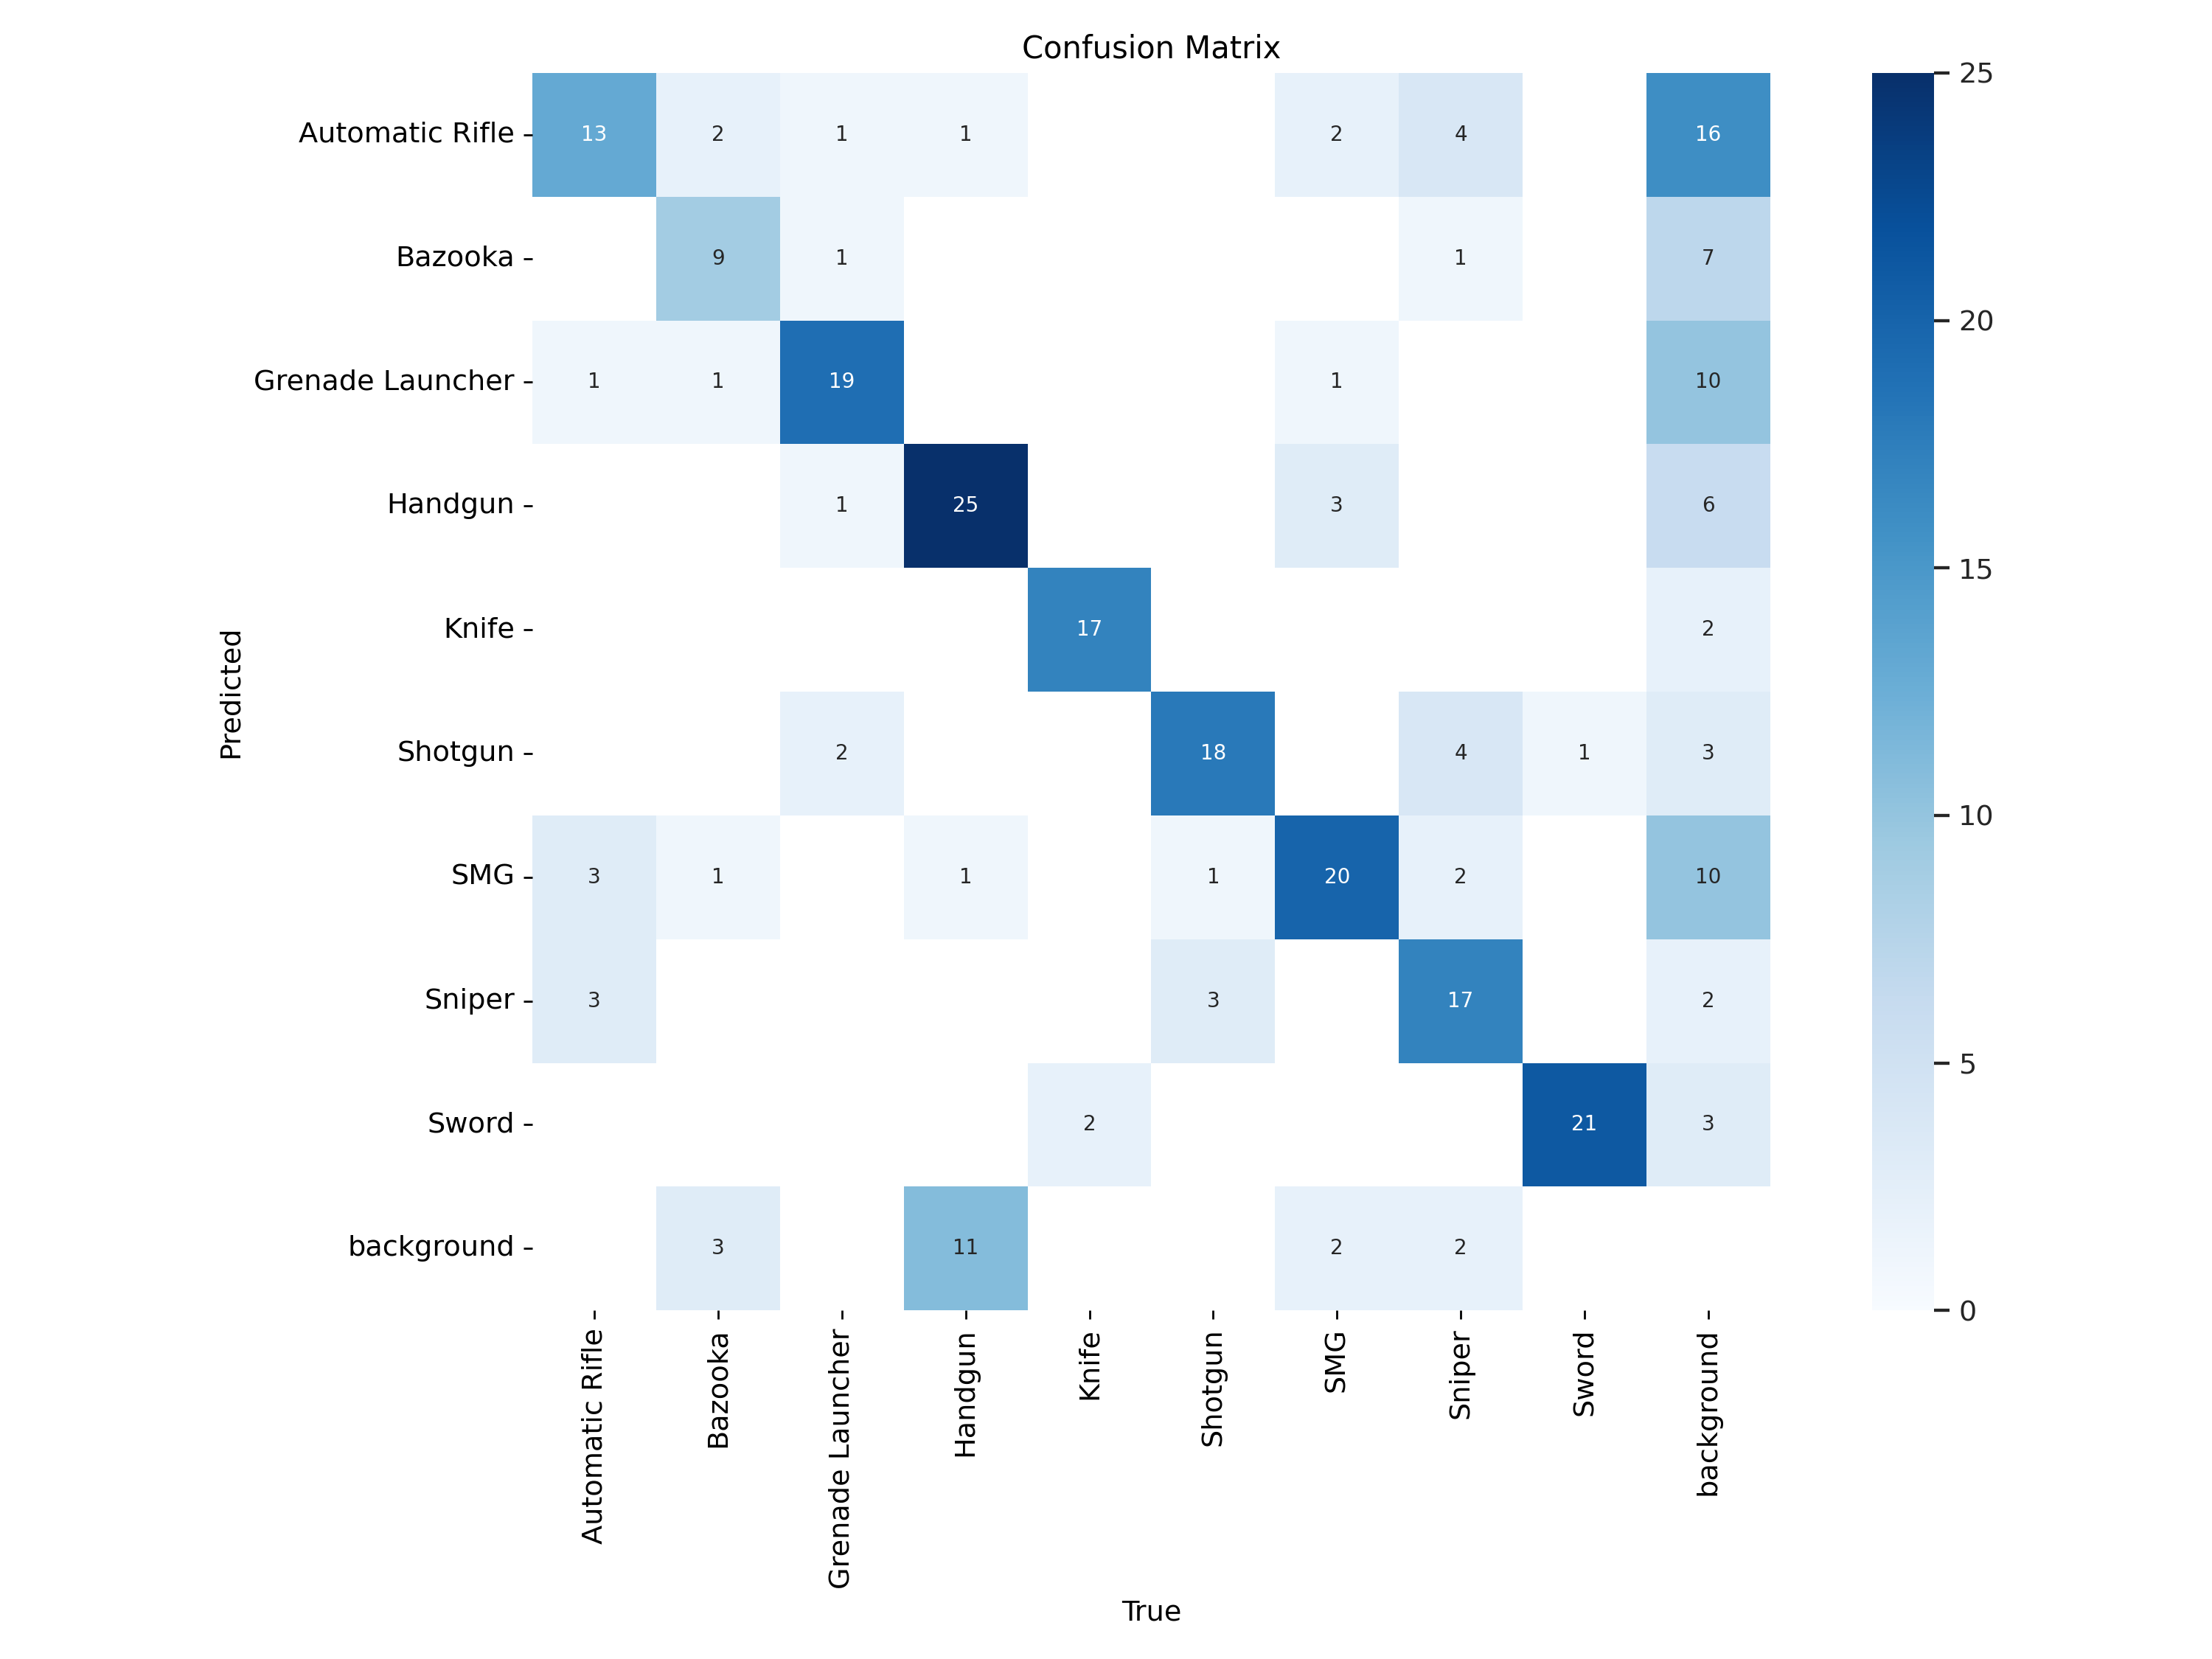 Confusion Matrix
Automatic Rifle 13 2 1 1 2 4 16
Bazooka 9 1 1 7
Grenade Launcher 1 1 19 1 10
Handgun 1 25 3 6
Knife 17 2
Shotgun 2 18 4 1 3
SMG 3 1 1 1 20 2 10
Sniper 3 3 17 2
Sword 2 21 3
background 3 11 2 2
Predicted
Automatic Rifle
Bazooka
Grenade Launcher
Handgun
Knife
Shotgun
SMG
Sniper
Sword
background
True
25
20
15
10
5
0